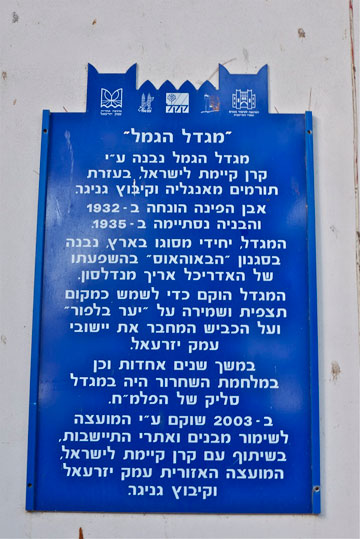 "מגדל הגמל"
מגדל הגמל נבנה ע"י
קרן קיימת לישראל, בעזרת
תורמים מאנגליה וקיבוץ גניגר.
אבן הפינה הונחה ב-1932
והבניה נסתיימה ב-1935.
המגדל, יחידי מסוגו בארץ, נבנה
בסגנון "הבאוהאוס" בהשפעתו
של האדריכל אריך מנדלסון.
המגדל הוקם כדי לשמש כמקום
תצפית ושמירה על "יער בלפור"
ועל הכביש המחבר את יישובי
עמק יזרעאל.
במשך שנים אחדות וכן
במלחמת השחרור היה במגדל
סליק של הפלמ"ח.
ב-2003 שוקם ע"י המועצה
לשימור מבנים ואתרי התיישבות,
בשיתוף עם קרן קיימת לישראל,
המועצה האזורית עמק יזרעאל
וקיבוץ גניגר.